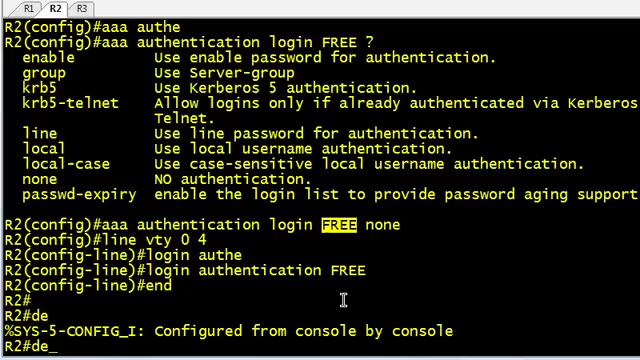 R1 R2 R3
R2(config)#aaa authe
R2(config)#aaa authentication login FREE ?
enable Use enable password for authentication.
group Use Server-group
krb5 Use Kerberos 5 authentication.
krb5-telnet Allow logins only if already authenticated via Kerberos
Telnet.
line Use line password for authentication.
local Use local username authentication.
local-case Use case-sensitive local username authentication.
none NO authentication.
passwd-expiry enable the login list to provide password aging support
R2(config)#aaa authentication login FREE none
R2(config)#line vty 0 4
R2(config-line)#login authe
R2(config-line)#login authentication FREE
R2(config-line)#end
R2#
R2#de
%SYS-5-CONFIG_I: Configured from console by console
R2#de_